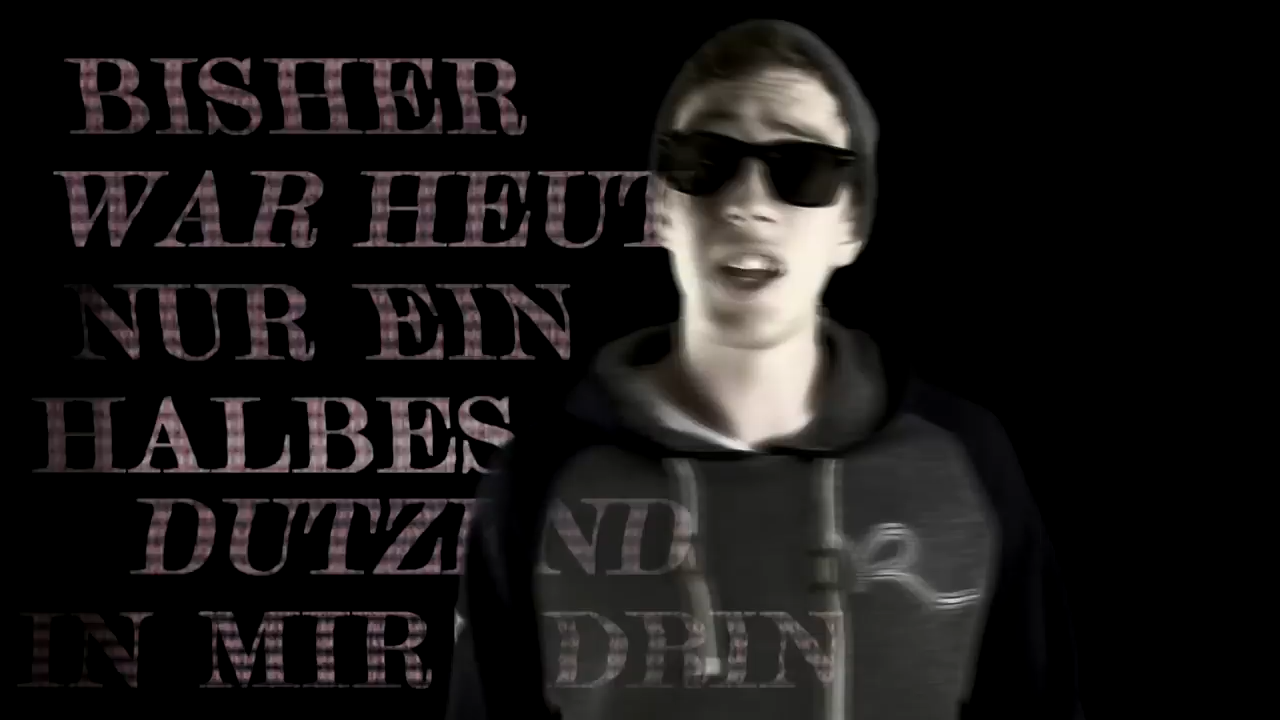 BISHER
WAR HEUT
NUR EIN
HALBES
DUTZEND
IN MIR DRIN